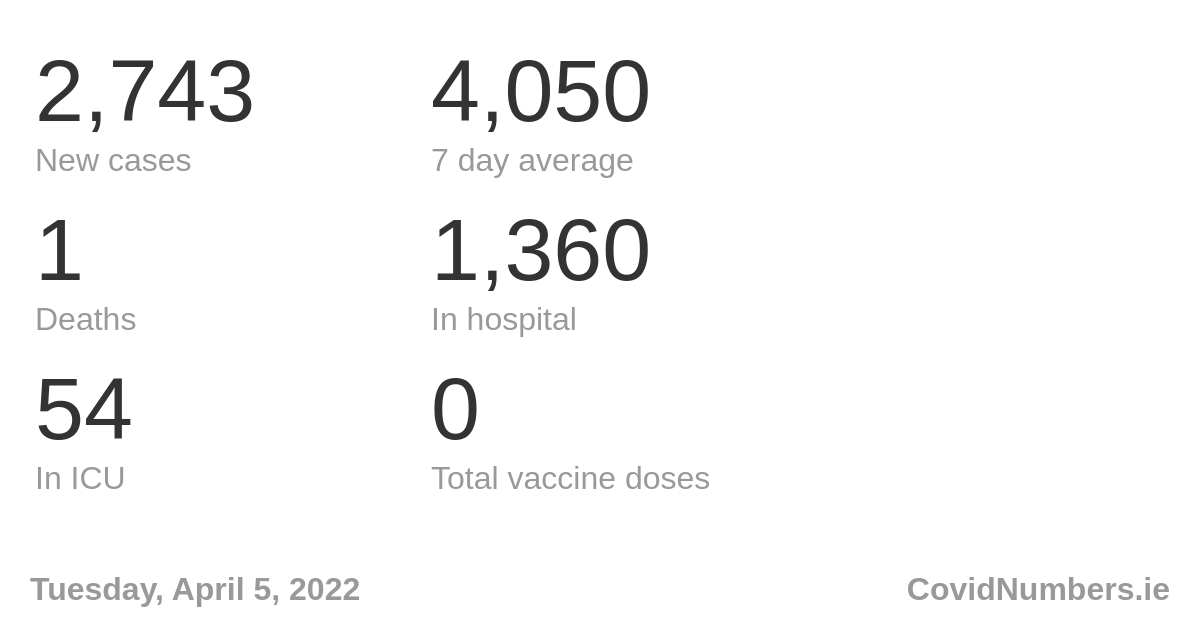 2,743 4,050
New cases 7 day average
1 1,360
Deaths In hospital
54 0
In ICU Total vaccine doses
Tuesday, April 5, 2022 CovidNumbers.ie